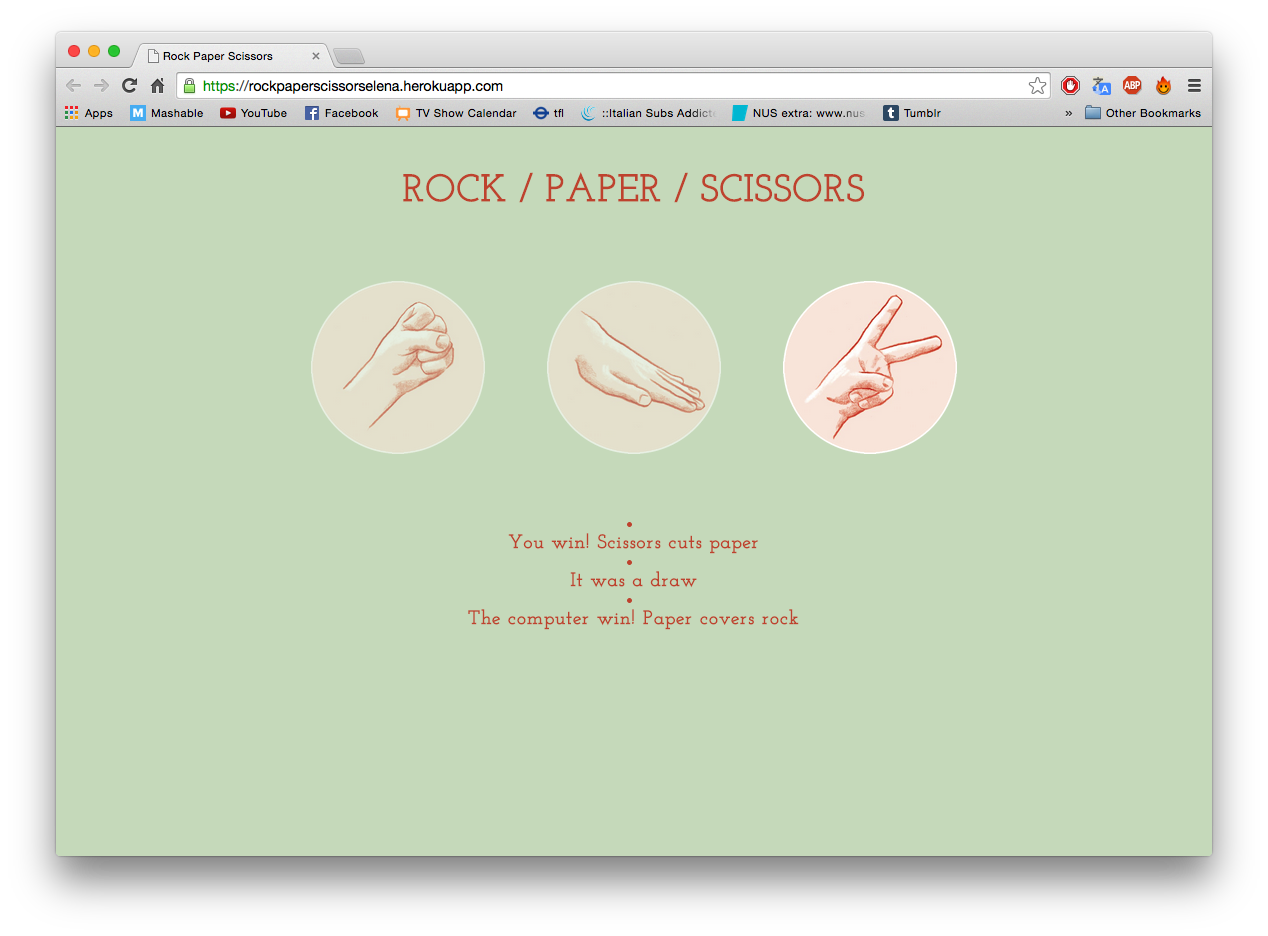 Rock Paper Scissors
https://rockpaperscissorselena.herokuapp.com
A
ABP
Apps
M Mashable
YouTube
f Facebook
TV Show Calendar
tfl
::Italian Subs Addict
NUS extra: www.nus
t Tumblr
» Other Bookmarks
ROCK / PAPER / SCISSORS
You win! Scissors cuts paper
It was a draw
The computer win! Paper covers rock